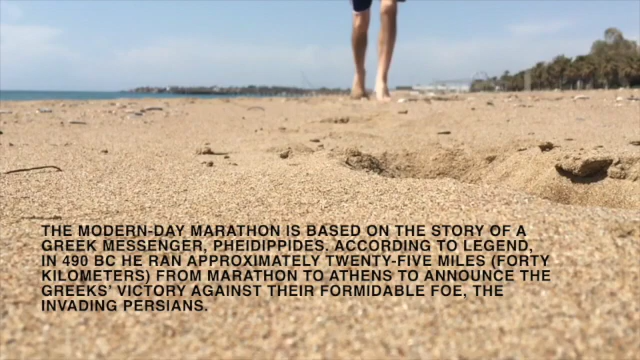 THE MODERN-DAY MARATHON IS BASED ON THE STORY OF A
GREEK MESSENGER, PHEIDIPPIDES. ACCORDING TO LEGEND,
IN 490 BC HE RAN APPROXIMATELY TWENTY-FIVE MILES (FORTY
KILOMETERS) FROM MARATHON TO ATHENS TO ANNOUNCE THE
GREEKS' VICTORY AGAINST THEIR FORMIDABLE FOE, THE
INVADING PERSIANS.